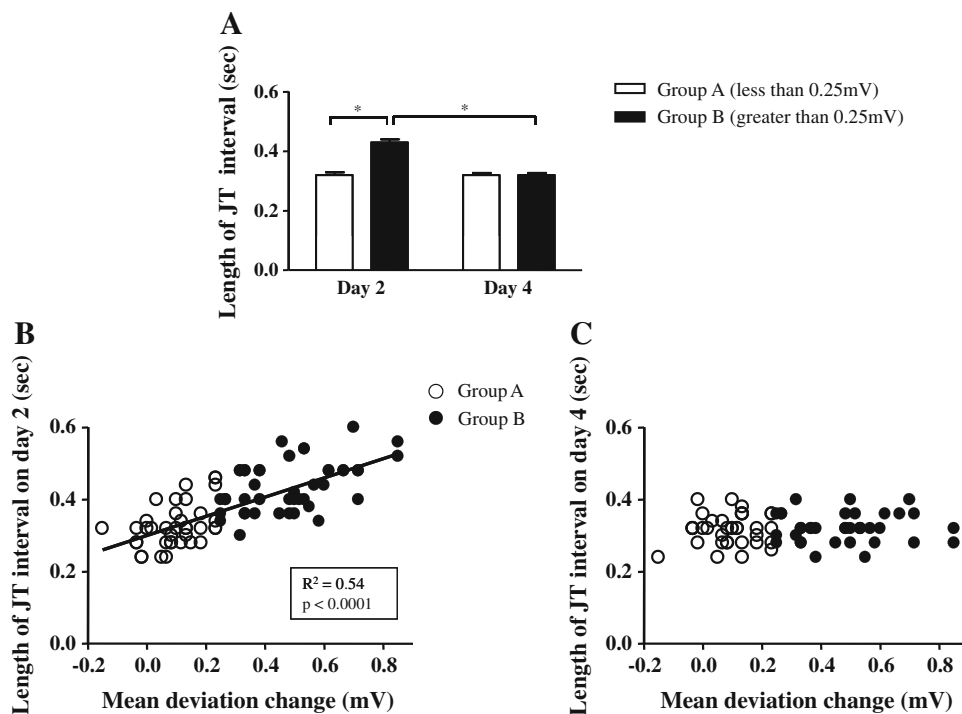 A
Length of JT interval (sec)
0.6
0.4
0.2
0.0
*
*
Day 2
Day 4
Group A (less than 0.25mV)
Group B (greater than 0.25mV)
B
Length of JT interval on day 2 (sec)
0.6
0.4
0.2
0.0
-0.2 0.0 0.2 0.4 0.6 0.8
Mean deviation change (mV)
Group A
Group B
R² = 0.54
p < 0.0001
C
Length of JT interval on day 4 (sec)
0.6
0.4
0.2
0.0
-0.2 0.0 0.2 0.4 0.6 0.8
Mean deviation change (mV)